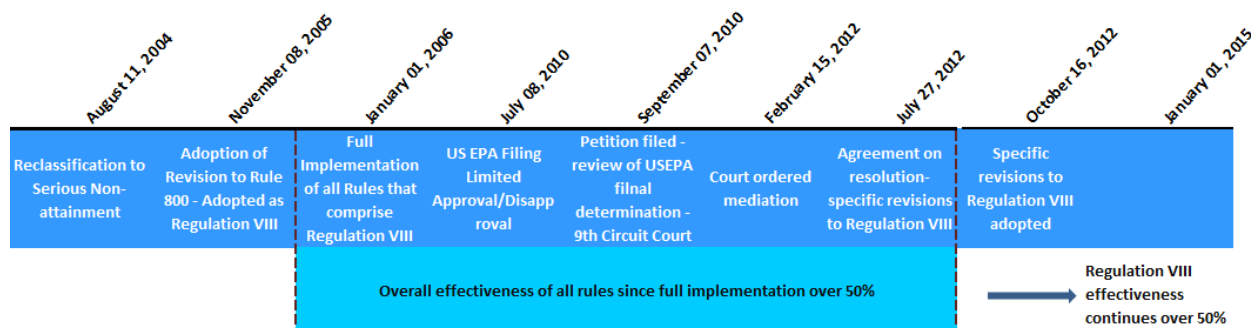 August 11, 2004
November 08, 2005
January 01, 2006
July 08, 2010
September 07, 2010
February 15, 2012
July 27, 2012
October 16, 2012
January 01, 2015
Reclassification to
Serious Non-
attainment
Adoption of
Revision to Rule
800 - Adopted as
Regulation VIII
Full
Implementation
of all Rules that
comprise
Regulation VIII
US EPA Filing
Limited
Approval/Disapp
roval
Petition filed -
review of USEPA
filnal
determination -
9th Circuit Court
Court ordered
mediation
Agreement on
resolution-
specific revisions
to Regulation VIII
Specific
revisions to
Regulation VIII
adopted
Overall effectiveness of all rules since full implementation over 50%
Regulation VIII
effectiveness
continues over 50%